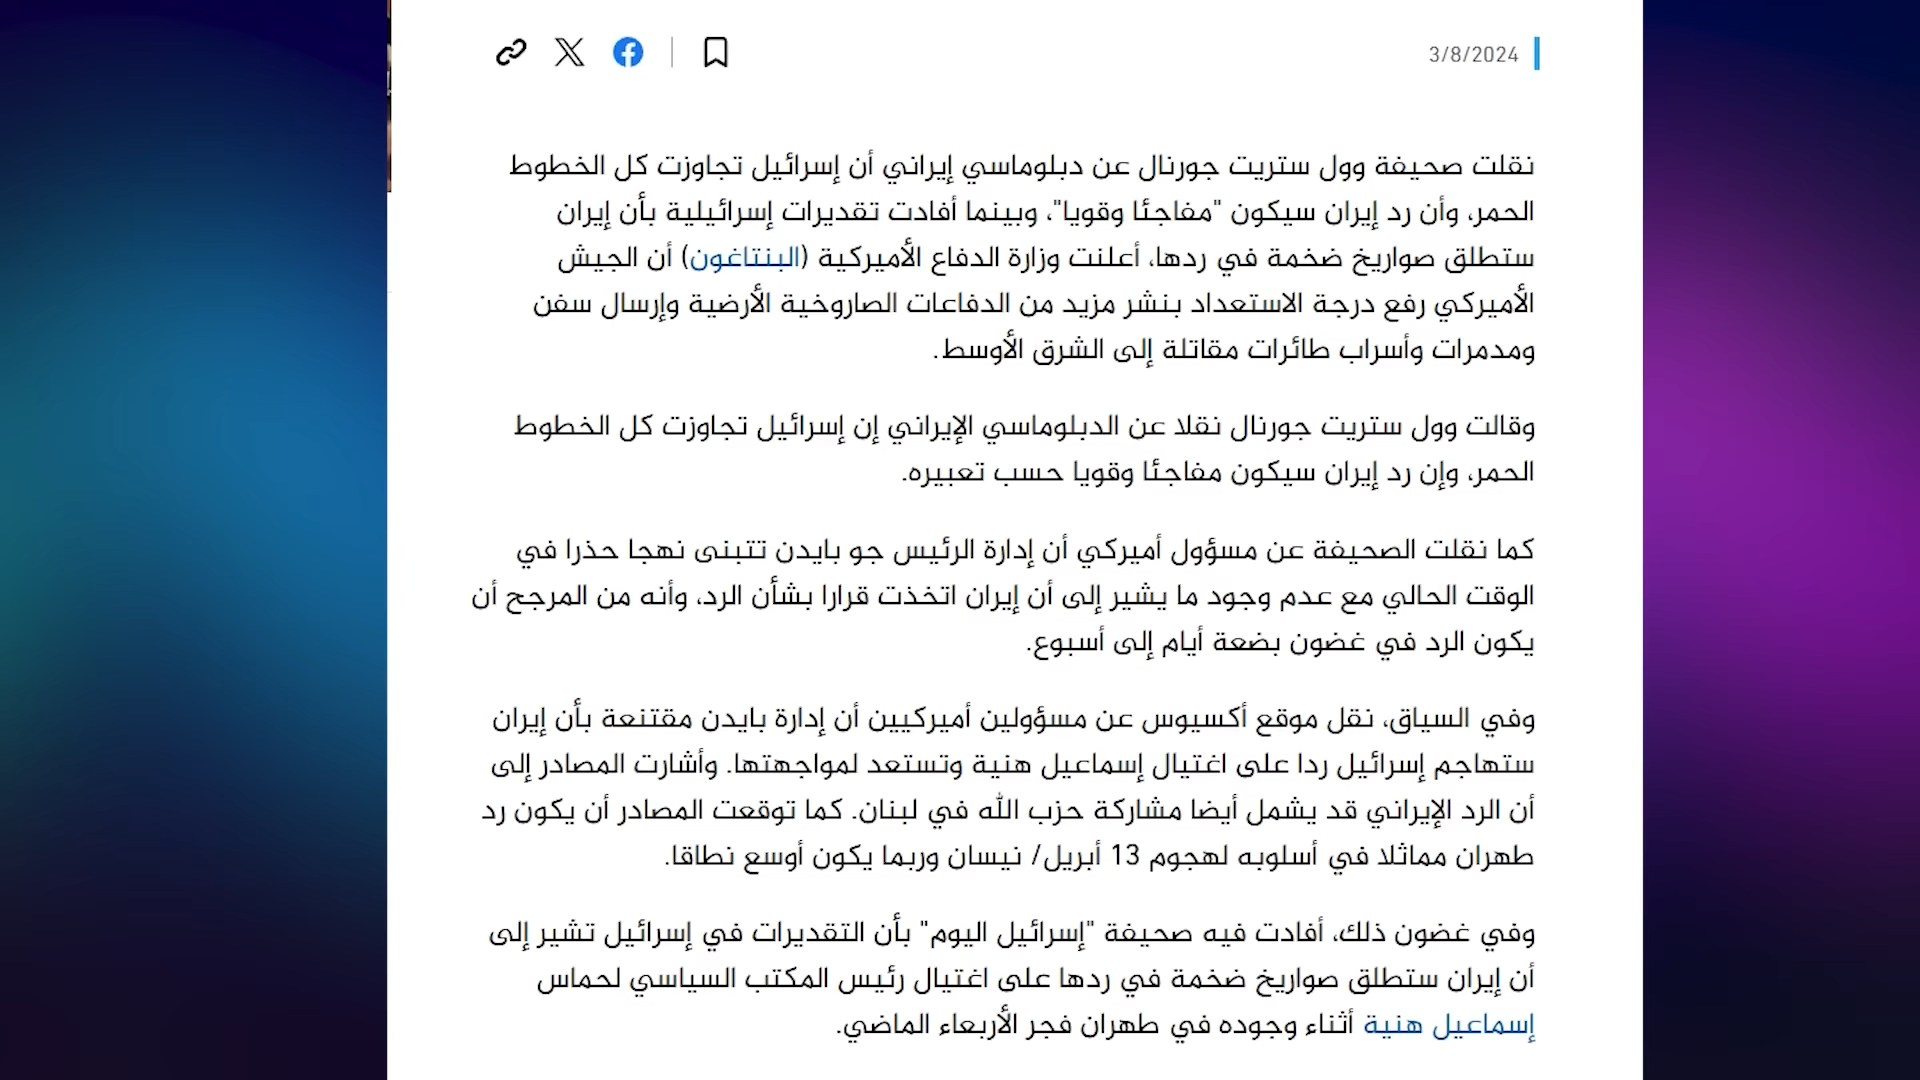 3/8/2024
نقلت صحيفة وول ستريت جورنال عن دبلوماسي إيراني أن إسرائيل تجاوزت كل الخطوط
الحمر، وأن رد إيران سيكون "مفاجئا وقويا"، وبينما أفادت تقديرات إسرائيلية بأن إيران
ستطلق صواريخ ضخمة في ردها، أعلنت وزارة الدفاع الأميركية (البنتاغون) أن الجيش
الأميركي رفع درجة الاستعداد بنشر مزيد من الدفاعات الصاروخية الأرضية وإرسال سفن
ومدمرات وأسراب طائرات مقاتلة إلى الشرق الأوسط.
وقالت وول ستريت جورنال نقلا عن الدبلوماسي الإيراني إن إسرائيل تجاوزت كل الخطوط
الحمر، وإن رد إيران سيكون مفاجئا وقويا حسب تعبيره.
كما نقلت الصحيفة عن مسؤول أميركي أن إدارة الرئيس جو بايدن تتبنى نهجا حذرا في
الوقت الحالي مع عدم وجود ما يشير إلى أن إيران اتخذت قرارا بشأن الرد، وأنه من المرجح أن
يكون الرد في غضون بضعة أيام إلى أسبوع.
وفي السياق، نقل موقع أكسيوس عن مسؤولين أميركيين أن إدارة بايدن مقتنعة بأن إيران
ستهاجم إسرائيل ردا على اغتيال إسماعيل هنية وتستعد لمواجهتها. وأشارت المصادر إلى
أن الرد الإيراني قد يشمل أيضا مشاركة حزب الله في لبنان. كما توقعت المصادر أن يكون رد
طهران مماثلا في أسلوبه لهجوم 13 أبريل/ نيسان وربما يكون أوسع نطاقا.
وفي غضون ذلك، أفادت فيه صحيفة "إسرائيل اليوم" بأن التقديرات في إسرائيل تشير إلى
أن إيران ستطلق صواريخ ضخمة في ردها على اغتيال رئيس المكتب السياسي لحماس
إسماعيل هنية أثناء وجوده في طهران فجر الأربعاء الماضي.